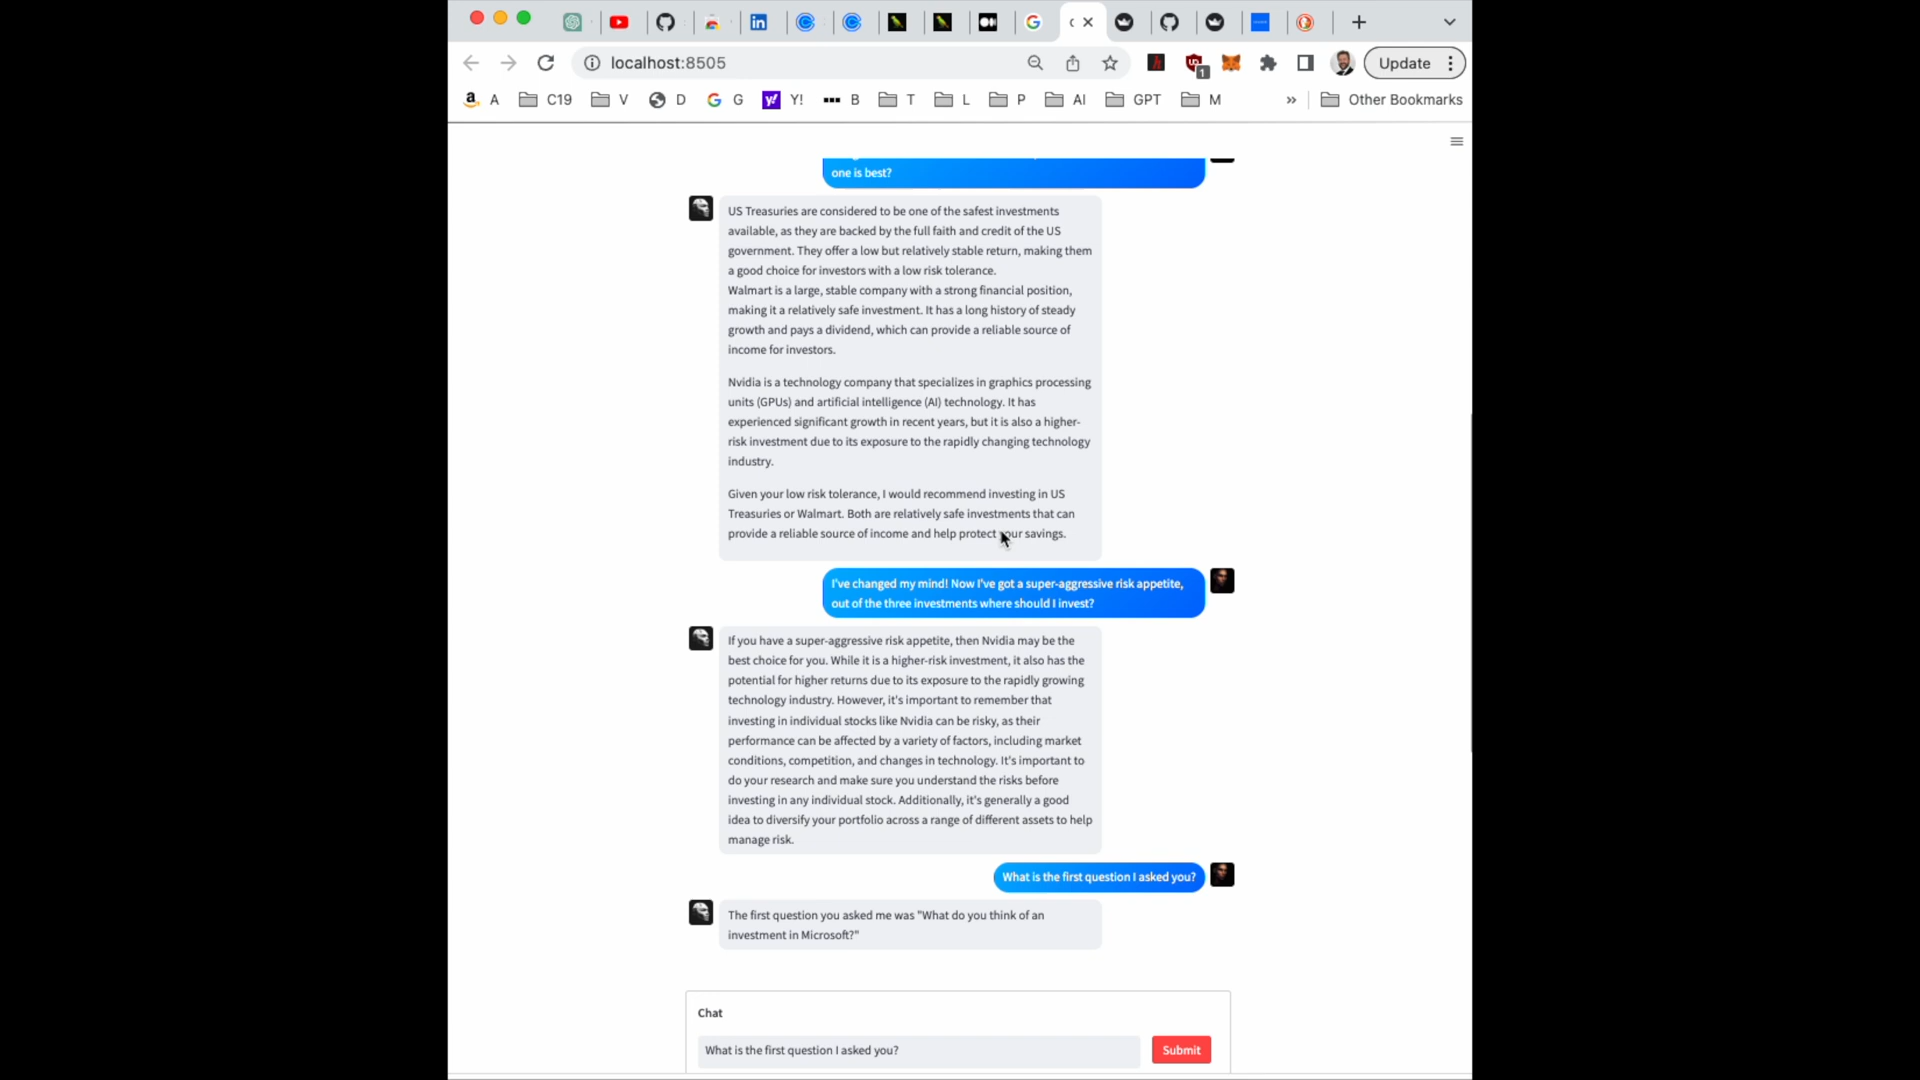 localhost:8505
1
Update
A
C19
V
D
G
Y!
B
T
L
P
AI
GPT
M
»
Other Bookmarks
one is best?
US Treasuries are considered to be one of the safest investments
available, as they are backed by the full faith and credit of the US
government. They offer a low but relatively stable return, making them
a good choice for investors with a low risk tolerance.
Walmart is a large, stable company with a strong financial position,
making it a relatively safe investment. It has a long history of steady
growth and pays a dividend, which can provide a reliable source of
income for investors.
Nvidia is a technology company that specializes in graphics processing
units (GPUs) and artificial intelligence (AI) technology. It has
experienced significant growth in recent years, but it is also a higher-
risk investment due to its exposure to the rapidly changing technology
industry.
Given your low risk tolerance, I would recommend investing in US
Treasuries or Walmart. Both are relatively safe investments that can
provide a reliable source of income and help protect your savings.
I've changed my mind! Now I've got a super-aggressive risk appetite,
out of the three investments where should I invest?
If you have a super-aggressive risk appetite, then Nvidia may be the
best choice for you. While it is a higher-risk investment, it also has the
potential for higher returns due to its exposure to the rapidly growing
technology industry. However, it's important to remember that
investing in individual stocks like Nvidia can be risky, as their
performance can be affected by a variety of factors, including market
conditions, competition, and changes in technology. It's important to
do your research and make sure you understand the risks before
investing in any individual stock. Additionally, it's generally a good
idea to diversify your portfolio across a range of different assets to help
manage risk.
What is the first question I asked you?
The first question you asked me was "What do you think of an
investment in Microsoft?"
Chat
What is the first question I asked you?
Submit